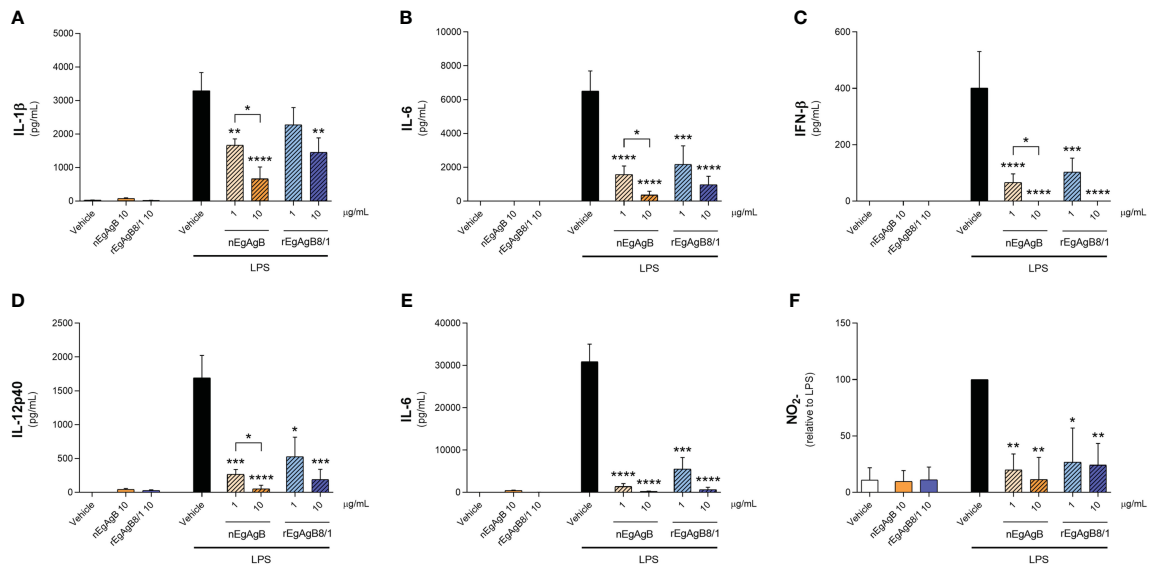 A
IL-1β
(pg/mL)
5000
4000
3000
2000
1000
0
** * **** **
Vehicle nEgAgB 10 rEgAgB8/1 10 Vehicle 1 10 1 10 μg/mL
nEgAgB rEgAgB8/1
LPS
B
IL-6
(pg/mL)
10000
8000
6000
4000
2000
0
**** * **** *** ****
Vehicle nEgAgB 10 rEgAgB8/1 10 Vehicle 1 10 1 10 μg/mL
nEgAgB rEgAgB8/1
LPS
C
IFN-β
(pg/mL)
600
400
200
0
**** * **** *** ****
Vehicle nEgAgB 10 rEgAgB8/1 10 Vehicle 1 10 1 10 μg/mL
nEgAgB rEgAgB8/1
LPS
D
IL-12p40
(pg/mL)
2500
2000
1500
1000
500
0
*** * **** * ***
Vehicle nEgAgB 10 rEgAgB8/1 10 Vehicle 1 10 1 10 μg/mL
nEgAgB rEgAgB8/1
LPS
E
IL-6
(pg/mL)
40000
30,000
20,000
10,000
0
**** **** *** ****
Vehicle nEgAgB 10 rEgAgB8/1 10 Vehicle 1 10 1 10 μg/mL
nEgAgB rEgAgB8/1
LPS
F
NO2-
(relative to LPS)
150
100
50
0
** ** * **
Vehicle nEgAgB 10 rEgAgB8/1 10 Vehicle 1 10 1 10 μg/mL
nEgAgB rEgAgB8/1
LPS